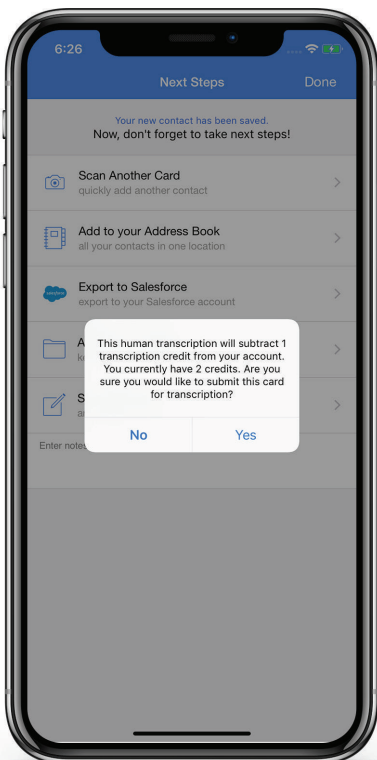 6:26
Next Steps
Done
Your new contact has been saved.
Now, don't forget to take next steps!
Scan Another Card
quickly add another contact
Add to your Address Book
all your contacts in one location
salesforce
Export to Salesforce
export to your Salesforce account
A
k
S
a
This human transcription will subtract 1
transcription credit from your account.
You currently have 2 credits. Are you
sure you would like to submit this card
for transcription?
No
Yes
Enter note